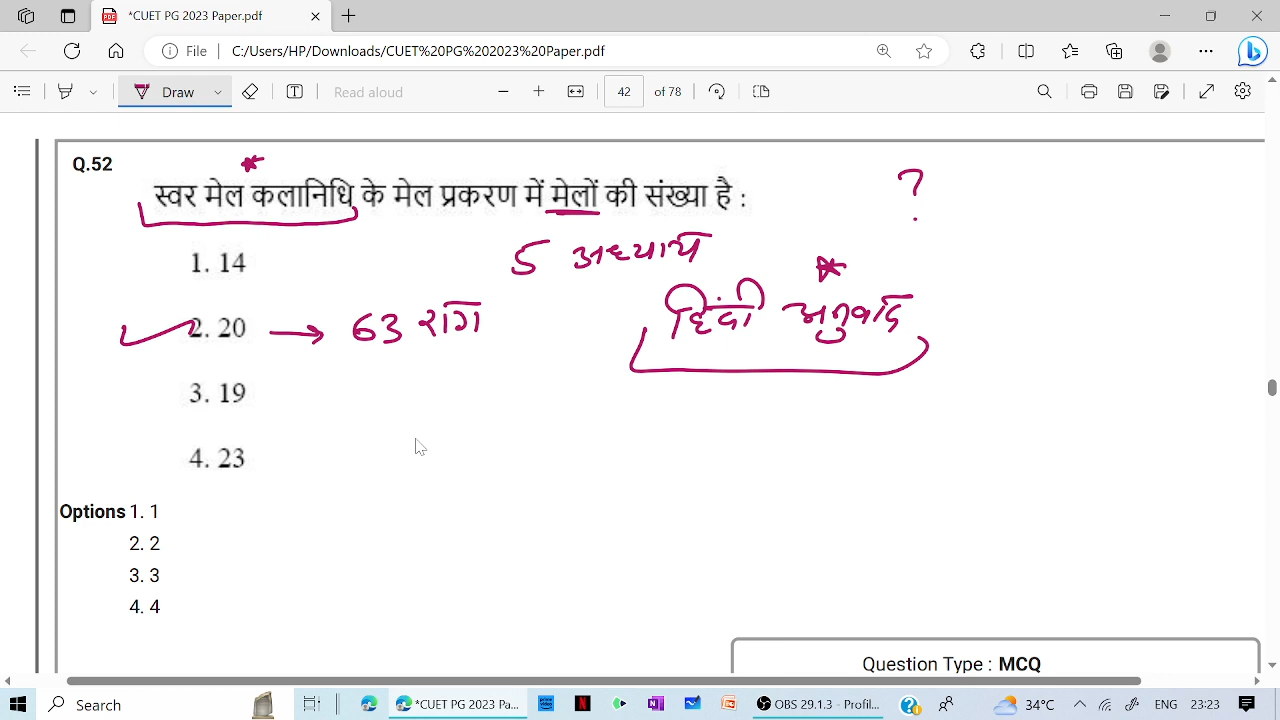 *CUET PG 2023 Paper.pdf
File C:/Users/HP/Downloads/CUET%20PG%202023%20Paper.pdf
Draw Read aloud 42 of 78
Q.52
स्वर मेल कलानिधि के मेल प्रकरण में मेलों की संख्या है : ?
1. 14
5 अध्याय
2. 20 → 63 राग
हिंदी अनुवाद
3. 19
4. 23
Options 1. 1
2. 2
3. 3
4. 4
Question Type : MCQ
Search *CUET PG 2023 Pa... OBS 29.1.3 - Profil... 34°C ENG 23:23